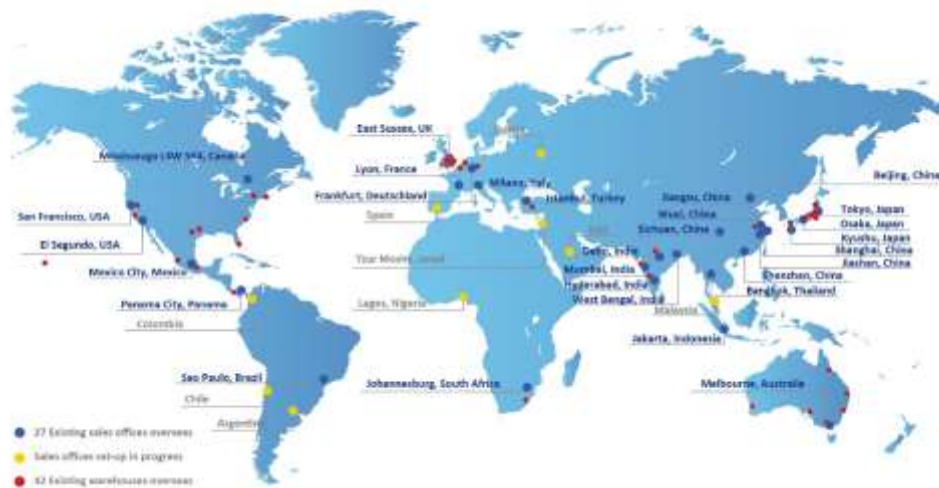 East Sussex, UK
Mississauga
Canada
Lyon, France
Beijing, China
Frankfurt, Deutschland
Milano, Italy
Istanbul, Turkey
Jiangsu, China
San Francisco, USA
Spain
Wuxi, China
Tokyo, Japan
Sichuan, China
Osaka, Japan
El Segundo, USA
Delhi, India
Kyushu, Japan
Shanghai, China
Mexico City, Mexico
Mumbai, India
Jiashan, China
Hyderabad, India
Shenzhen, China
Panama City, Panama
Lagos, Nigeria
West Bengal, India
Bangkok, Thailand
Colombia
Malaysia
Jakarta, Indonesia
Sao Paulo, Brazil
Johannesburg, South Africa
Melbourne, Australia
Chile
27 Existing sales offices overseas
Sales offices set-up in progress
42 Existing warehouses overseas